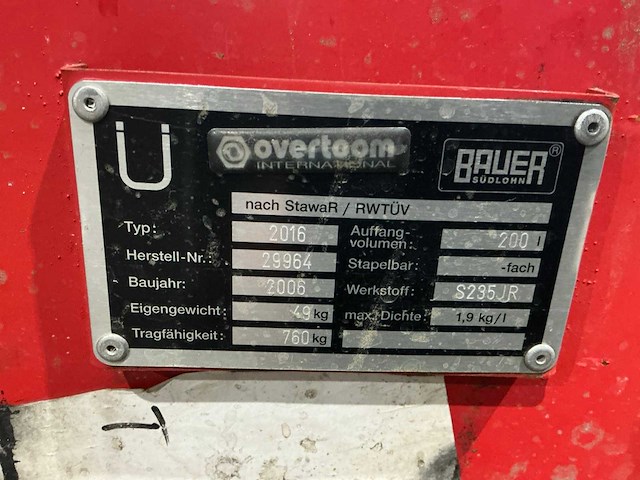 Ü
overtoom
INTERNATIONAL
BAUER®
SÜDLOHN
nach StawaR / RWTÜV
Typ: 2016 Auffang-volumen: 200 l
Herstell-Nr.: 29964 Stapelbar: -fach
Baujahr: 2006 Werkstoff: S235JR
Eigengewicht: 49 kg max. Dichte: 1,9 kg/l
Tragfähigkeit: 760 kg